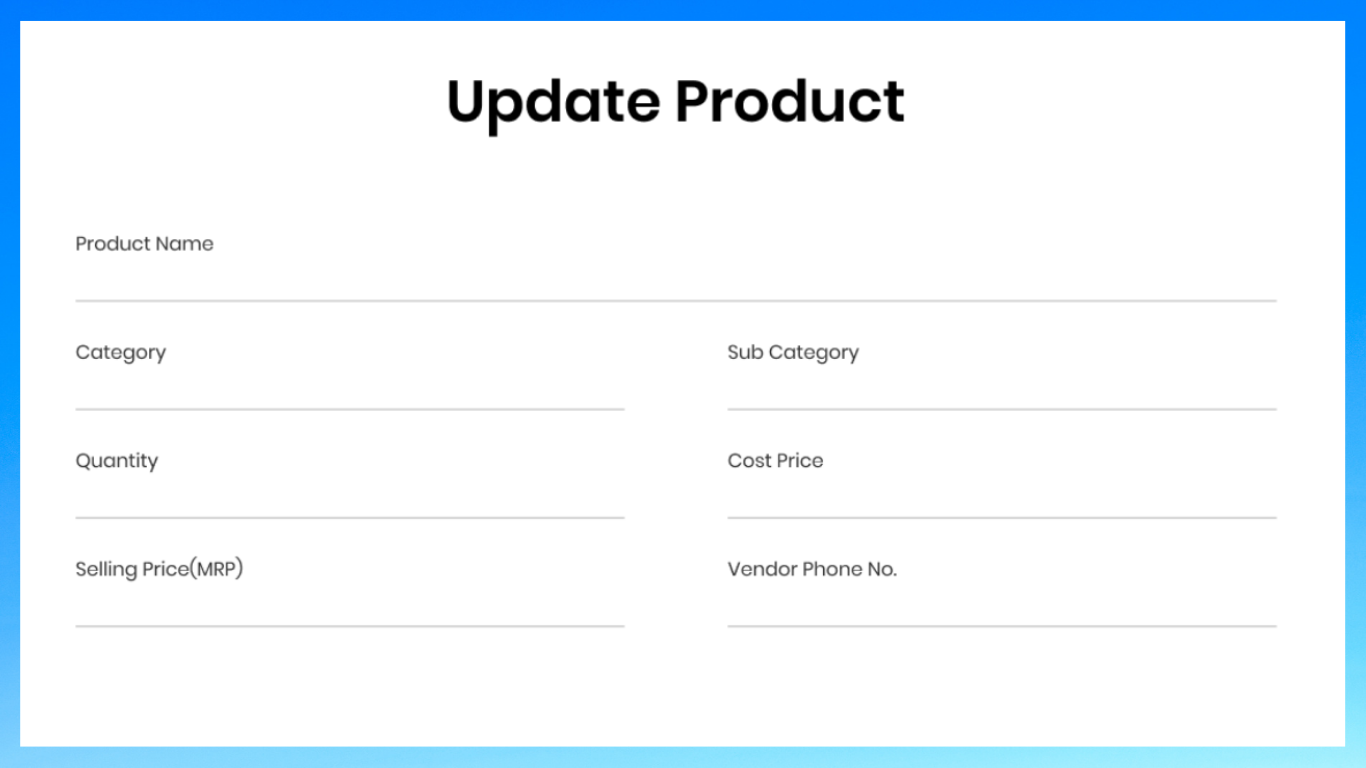 Update Product
Product Name
Category
Sub Category
Quantity
Cost Price
Selling Price(MRP)
Vendor Phone No.